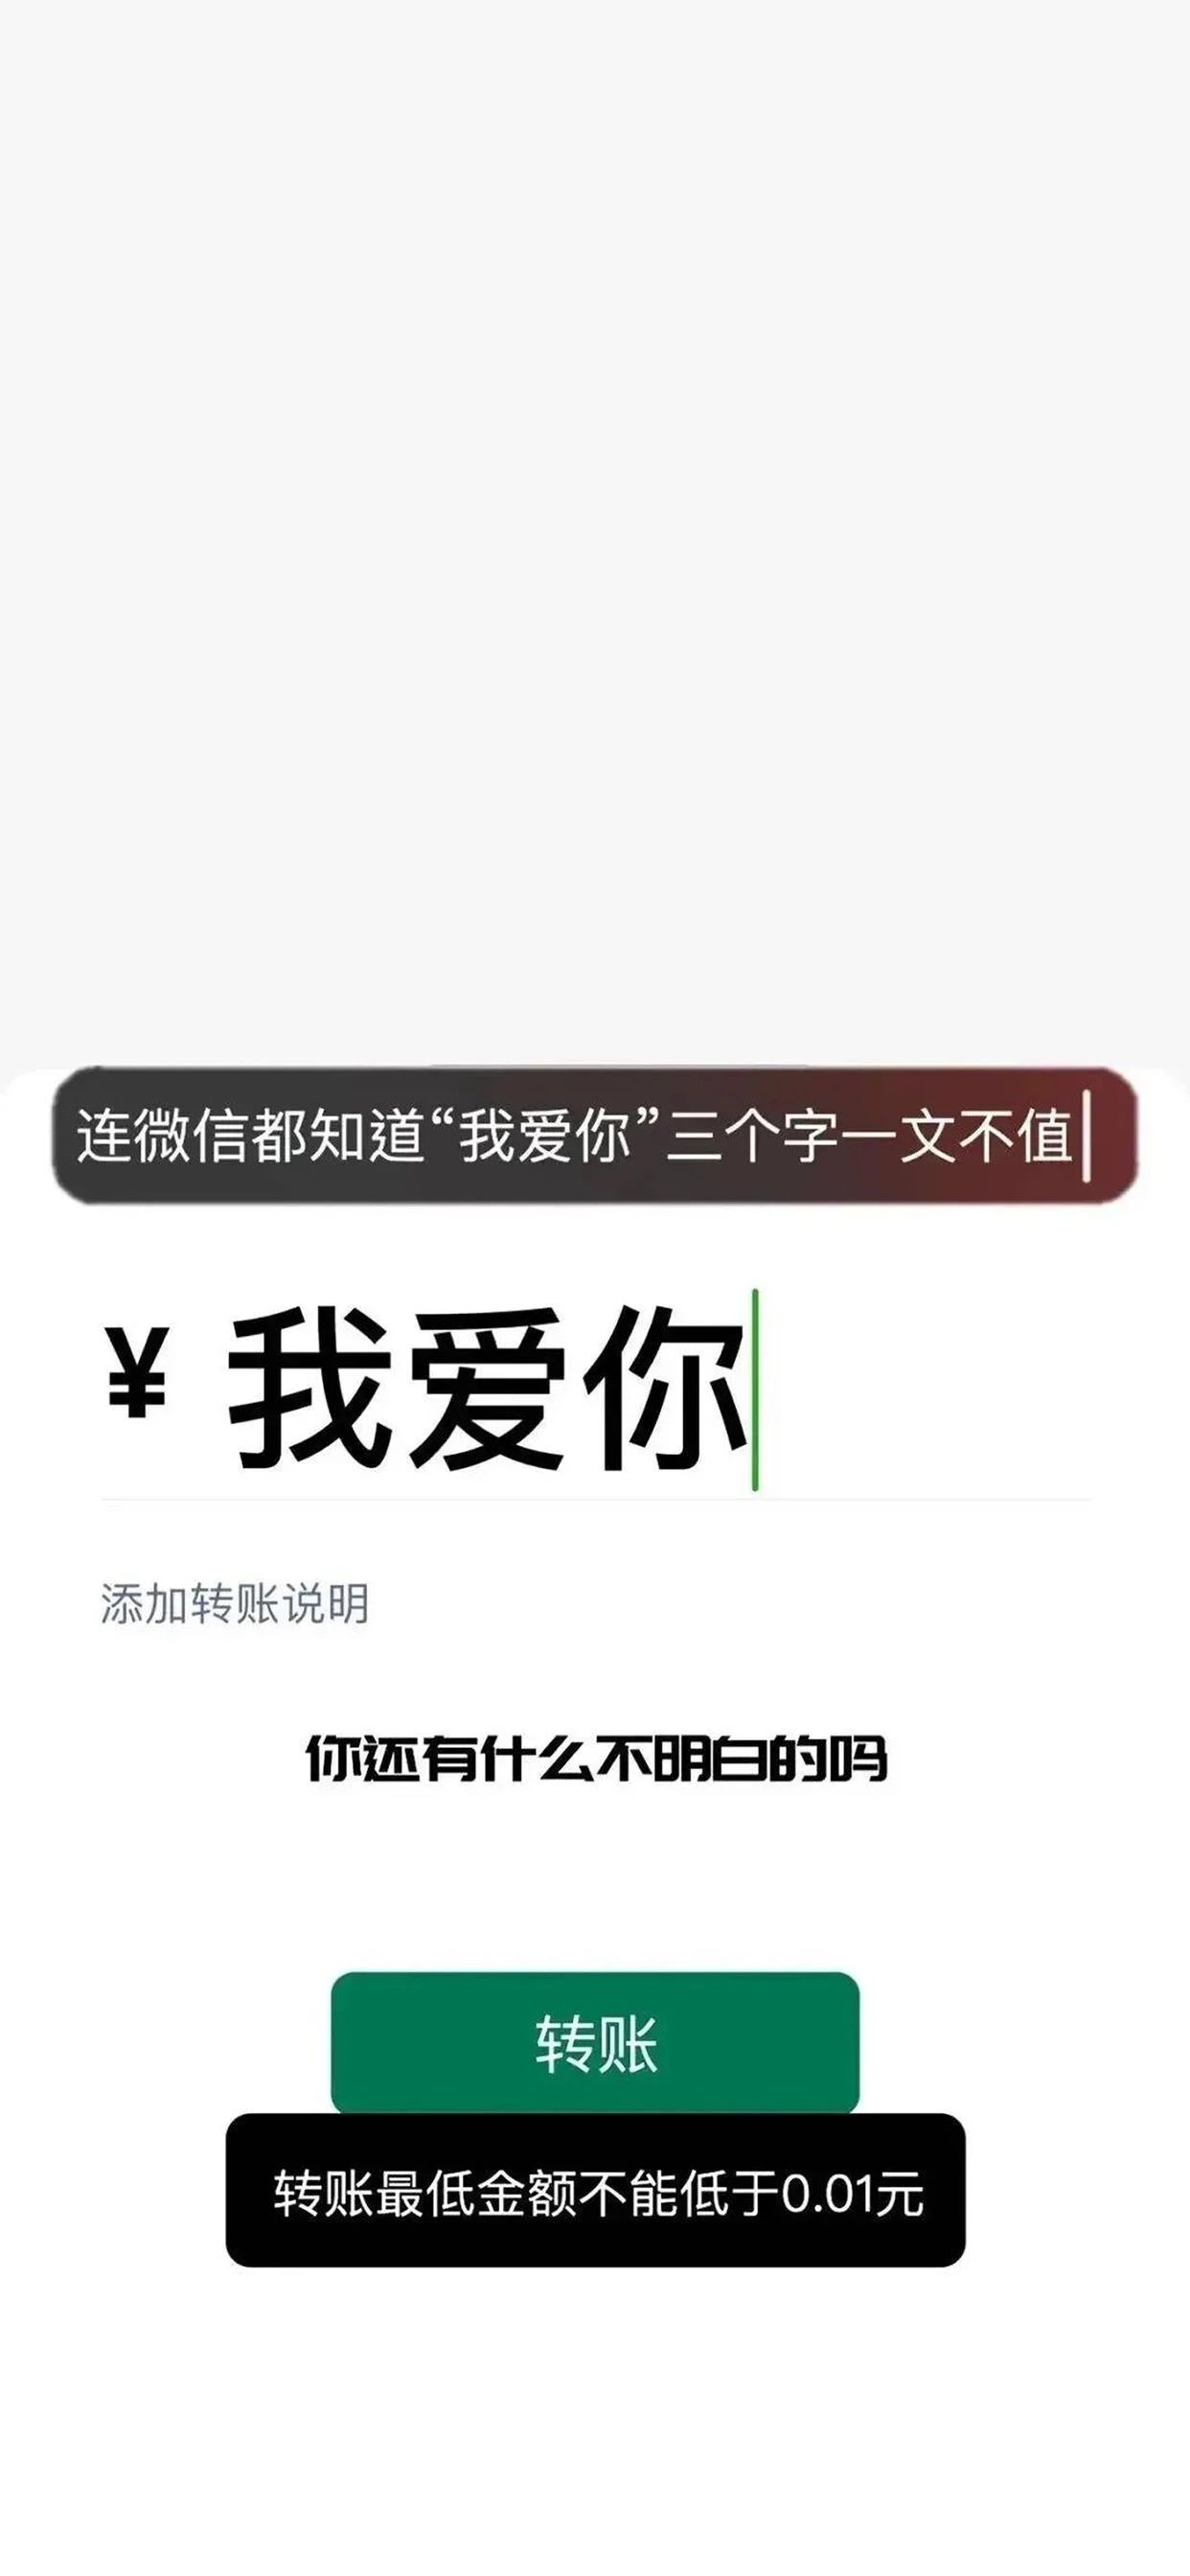 连微信都知道“我爱你”三个字一文不值
¥ 我爱你
添加转账说明
你还有什么不明白的吗
转账
转账最低金额不能低于0.01元